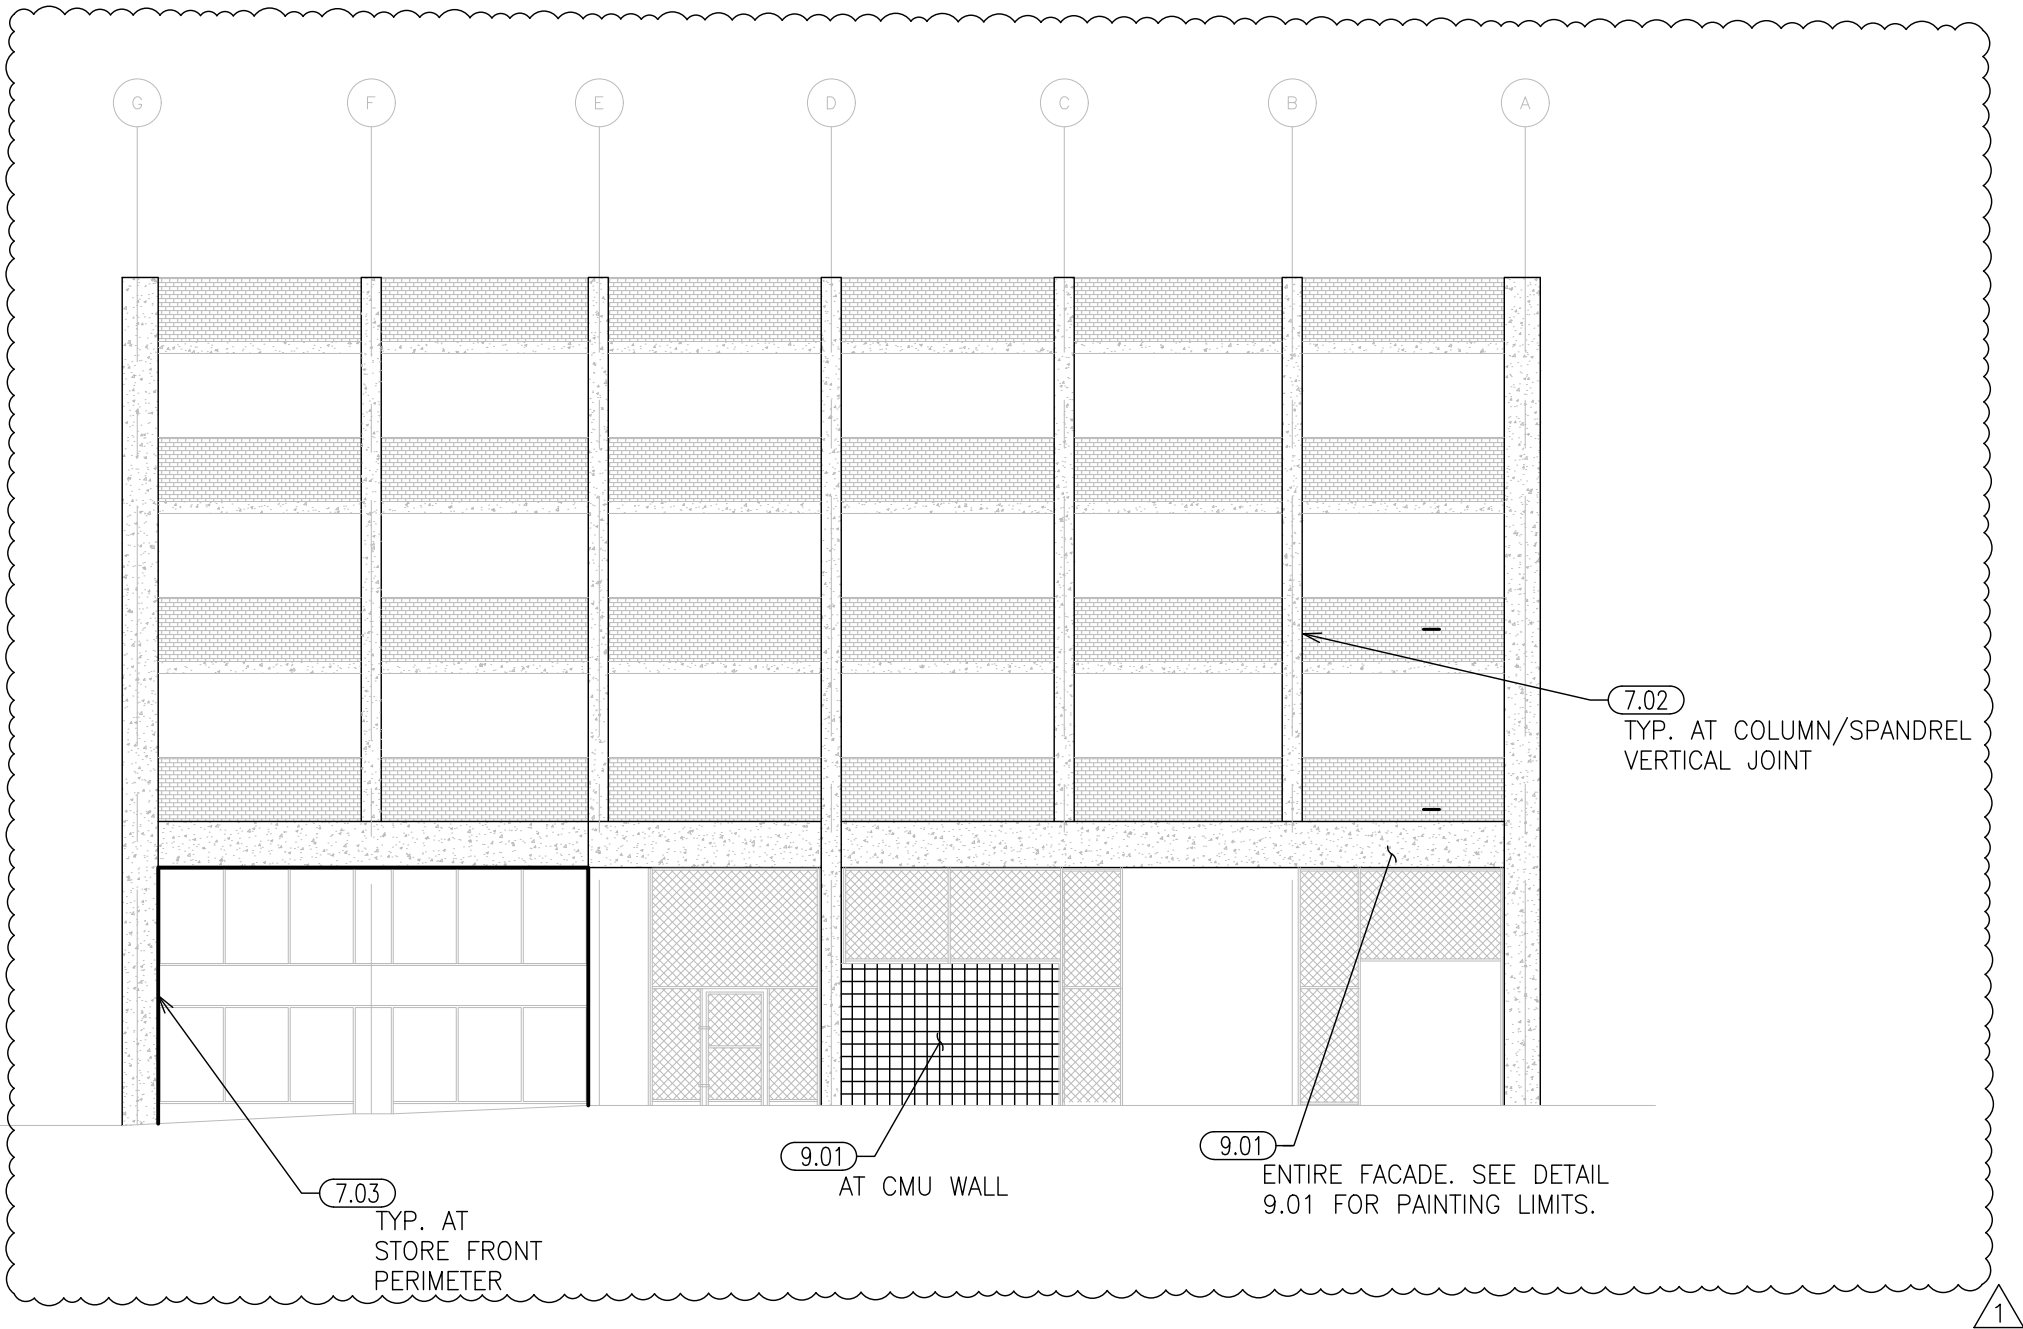 G F E D C B A
7.02
TYP. AT COLUMN/SPANDREL
VERTICAL JOINT
9.01
ENTIRE FACADE. SEE DETAIL
9.01 FOR PAINTING LIMITS.
9.01
AT CMU WALL
7.03
TYP. AT
STORE FRONT
PERIMETER
1